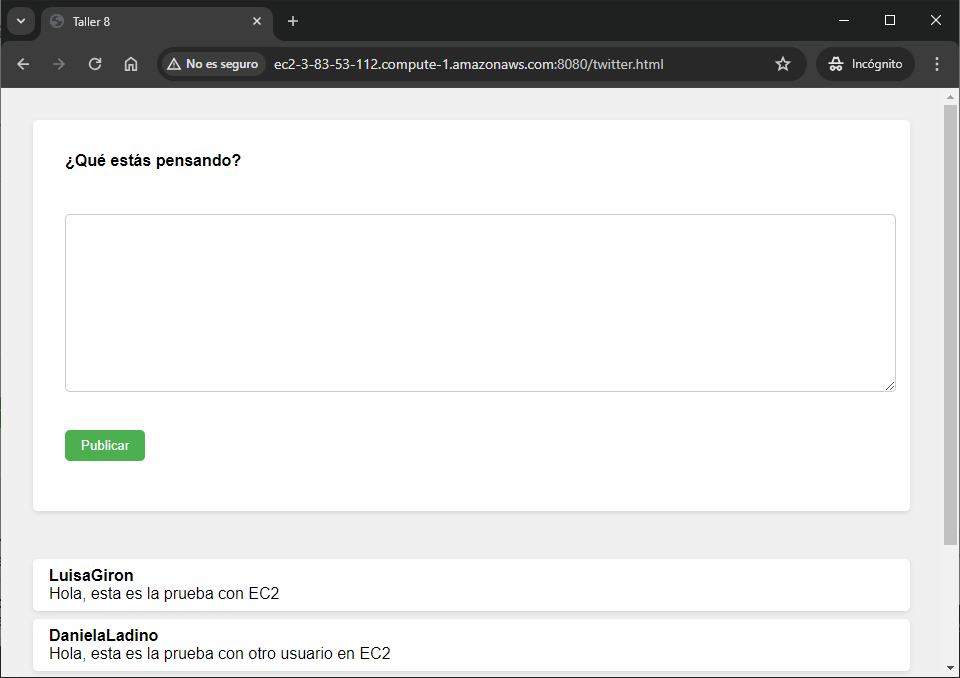 Taller 8
No es seguro
ec2-3-83-53-112.compute-1.amazonaws.com:8080/twitter.html
Incógnito
¿Qué estás pensando?
Publicar
LuisaGiron
Hola, esta es la prueba con EC2
DanielaLadino
Hola, esta es la prueba con otro usuario en EC2